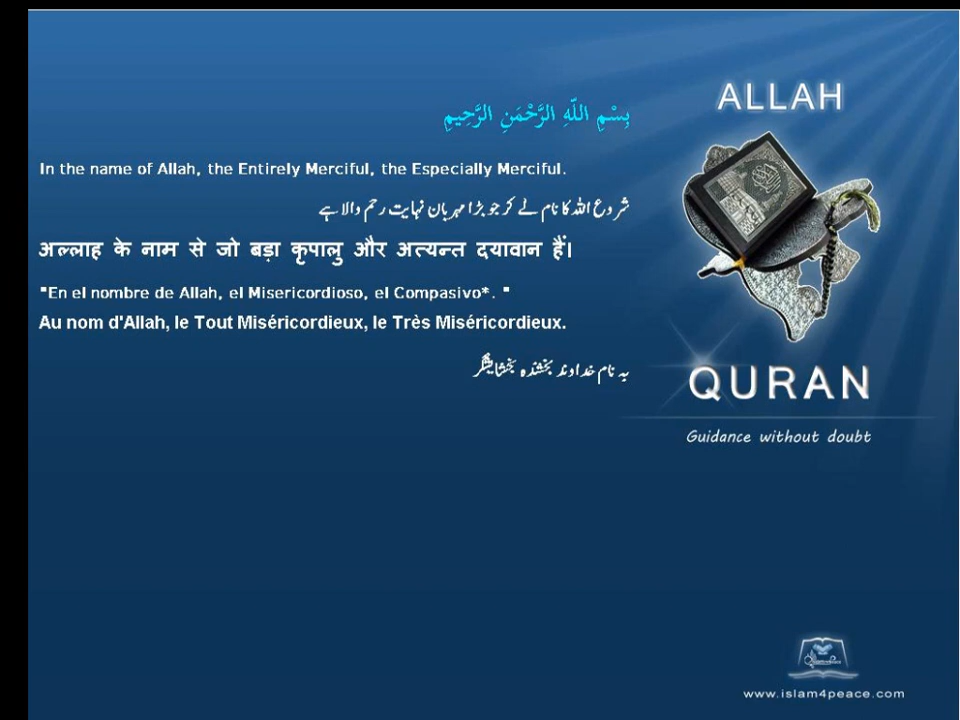 بِسْمِ اللّهِ الرَّحْمَنِ الرَّحِيمِ
In the name of Allah, the Entirely Merciful, the Especially Merciful.
شروع اللہ کا نام لے کر جو بڑا مہربان نہایت رحم والا ہے
अल्लाह के नाम से जो बड़ा कृपालु और अत्यन्त दयावान हैं।
"En el nombre de Allah, el Misericordioso, el Compasivo*. "
Au nom d'Allah, le Tout Miséricordieux, le Très Miséricordieux.
به نام خداوند بخشنده بخشایشگر
ALLAH
QURAN
Guidance without doubt
www.islam4peace.com